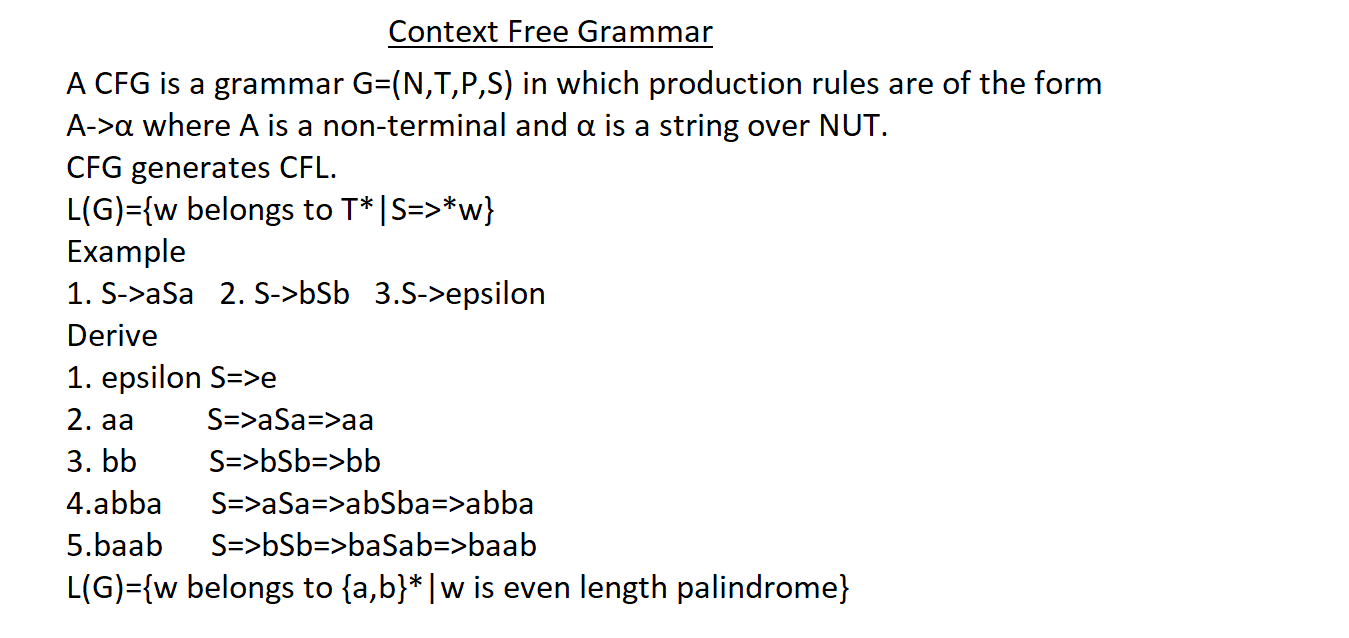 Context Free Grammar
A CFG is a grammar G=(N,T,P,S) in which production rules are of the form
A->α where A is a non-terminal and α is a string over NUT.
CFG generates CFL.
L(G)={w belongs to T*|S=>*w}
Example
1. S->aSa 2. S->bSb 3.S->epsilon
Derive
1. epsilon S=>e
2. aa S=>aSa=>aa
3. bb S=>bSb=>bb
4.abba S=>aSa=>abSba=>abba
5.baab S=>bSb=>baSab=>baab
L(G)={w belongs to {a,b}*|w is even length palindrome}